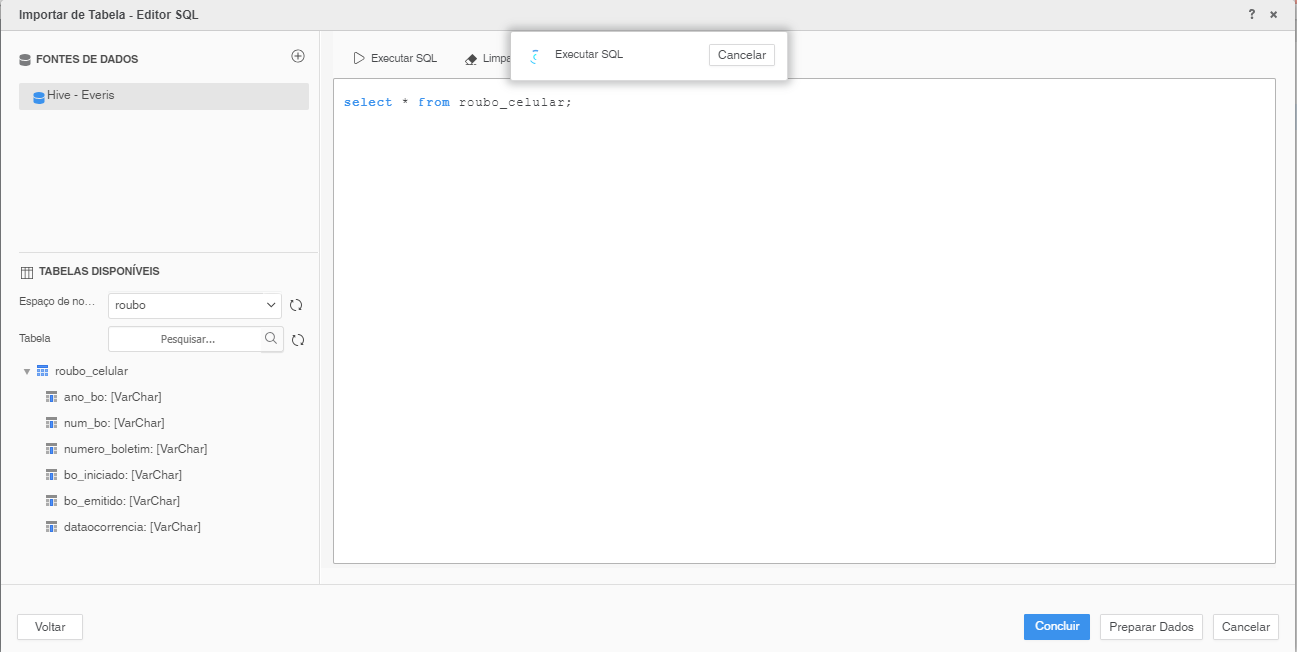 Importar de Tabela - Editor SQL
? ×
FONTES DE DADOS
Hive - Everis
Executar SQL
Limpa
Executar SQL
Cancelar
select * from roubo_celular;
TABELAS DISPONÍVEIS
Espaço de no...
roubo
Tabela
Pesquisar...
roubo_celular
ano_bo: [VarChar]
num_bo: [VarChar]
numero_boletim: [VarChar]
bo_iniciado: [VarChar]
bo_emitido: [VarChar]
dataocorrencia: [VarChar]
Voltar
Concluir
Preparar Dados
Cancelar